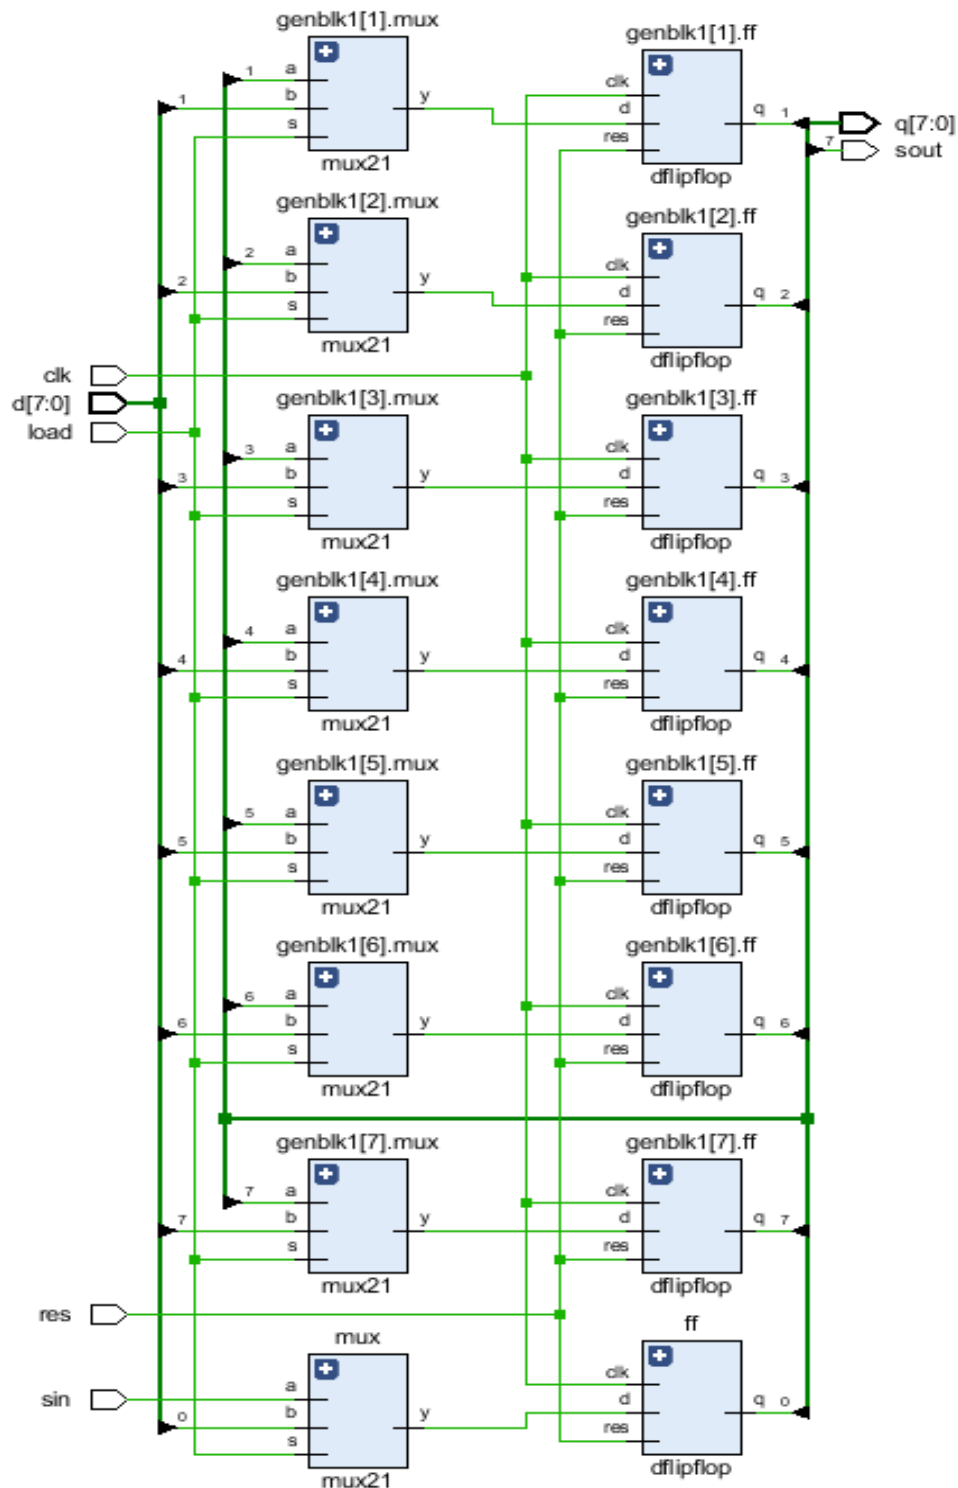 genblk1[1].mux
1
a
1
b
s
y
mux21
genblk1[1].ff
clk
d
res
q 1
dflipflop
q[7:0]
7
sout
genblk1[2].mux
2
a
2
b
s
y
mux21
genblk1[2].ff
clk
d
res
q 2
dflipflop
clk
d[7:0]
load
genblk1[3].mux
3
a
3
b
s
y
mux21
genblk1[3].ff
clk
d
res
q 3
dflipflop
genblk1[4].mux
4
a
4
b
s
y
mux21
genblk1[4].ff
clk
d
res
q 4
dflipflop
genblk1[5].mux
5
a
5
b
s
y
mux21
genblk1[5].ff
clk
d
res
q 5
dflipflop
genblk1[6].mux
6
a
6
b
s
y
mux21
genblk1[6].ff
clk
d
res
q 6
dflipflop
genblk1[7].mux
7
a
7
b
s
y
mux21
genblk1[7].ff
clk
d
res
q 7
dflipflop
res
sin
mux
a
0
b
s
y
mux21
ff
clk
d
res
q 0
dflipflop